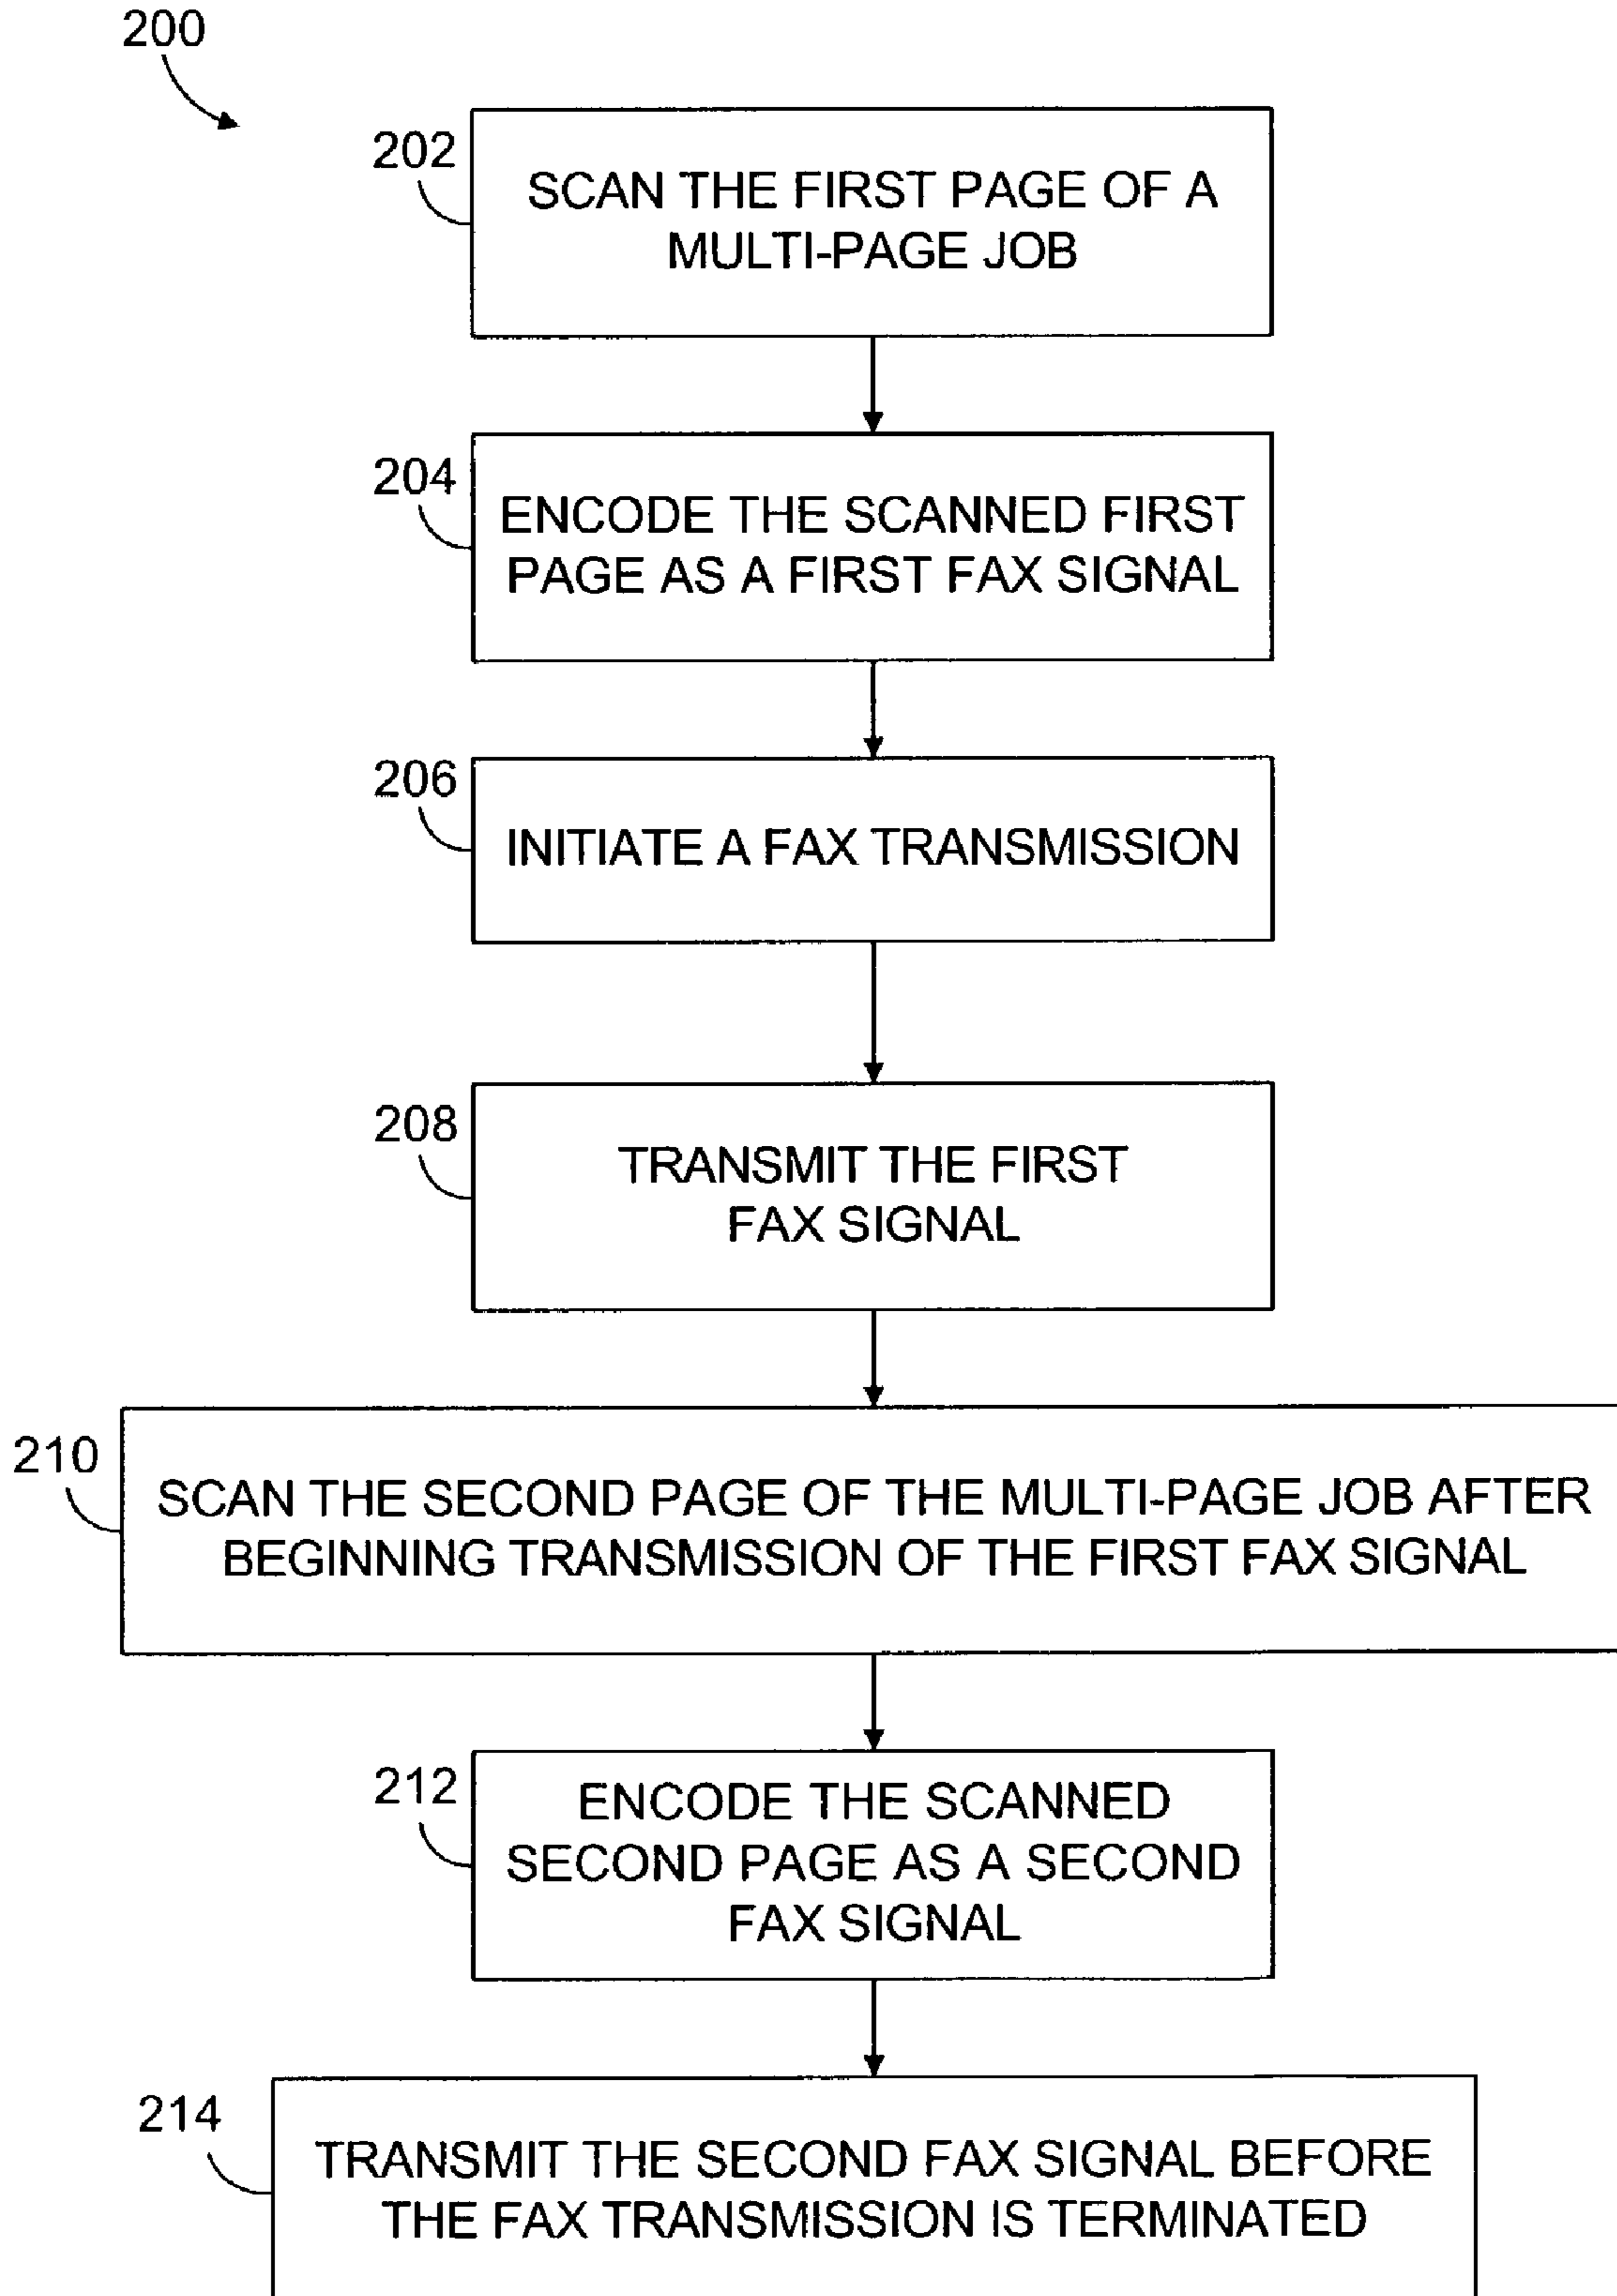 200
202
SCAN THE FIRST PAGE OF A
MULTI-PAGE JOB
204
ENCODE THE SCANNED FIRST
PAGE AS A FIRST FAX SIGNAL
206
INITIATE A FAX TRANSMISSION
208
TRANSMIT THE FIRST
FAX SIGNAL
210
SCAN THE SECOND PAGE OF THE MULTI-PAGE JOB AFTER
BEGINNING TRANSMISSION OF THE FIRST FAX SIGNAL
212
ENCODE THE SCANNED
SECOND PAGE AS A SECOND
FAX SIGNAL
214
TRANSMIT THE SECOND FAX SIGNAL BEFORE
THE FAX TRANSMISSION IS TERMINATED